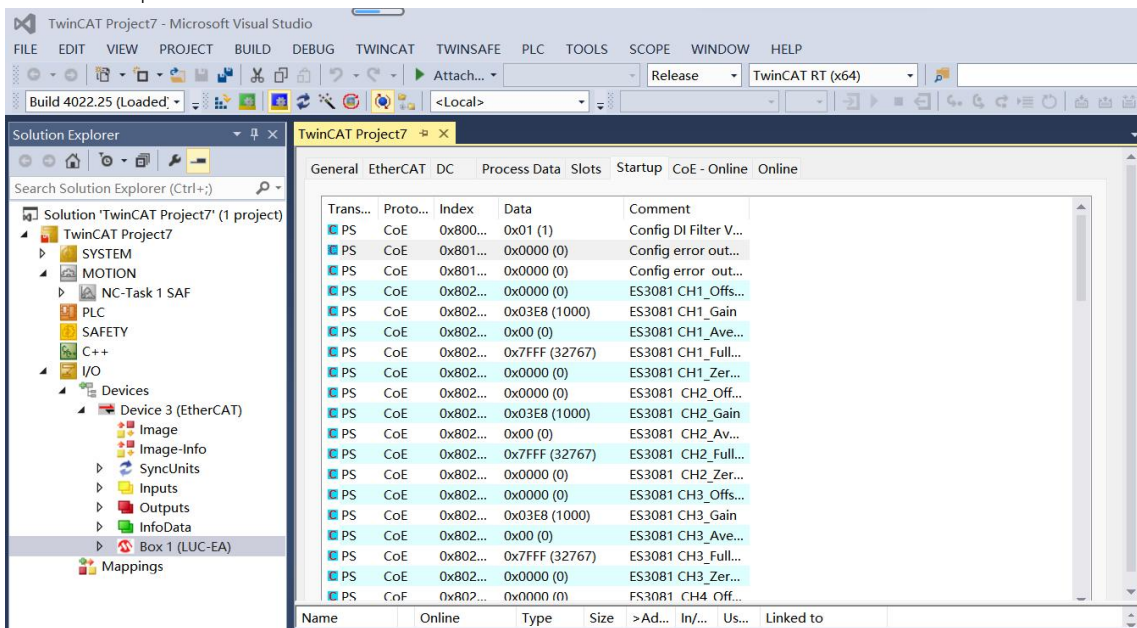 TwinCAT Project7 - Microsoft Visual Studio
FILE EDIT VIEW PROJECT BUILD DEBUG TWINCAT TWINSAFE PLC TOOLS SCOPE WINDOW HELP
Attach... Release TwinCAT RT (x64)
Build 4022.25 (Loaded) <Local>
Solution Explorer
Search Solution Explorer (Ctrl+;)
Solution 'TwinCAT Project7' (1 project)
TwinCAT Project7
SYSTEM
MOTION
NC-Task 1 SAF
PLC
SAFETY
C++
I/O
Devices
Device 3 (EtherCAT)
Image
Image-Info
SyncUnits
Inputs
Outputs
InfoData
Box 1 (LUC-EA)
Mappings
TwinCAT Project7
General EtherCAT DC Process Data Slots Startup CoE - Online Online
Trans... Proto... Index Data Comment
C PS CoE 0x800... 0x01 (1) Config DI Filter V...
C PS CoE 0x801... 0x0000 (0) Config error out...
C PS CoE 0x801... 0x0000 (0) Config error out...
C PS CoE 0x802... 0x0000 (0) ES3081 CH1_Offs...
C PS CoE 0x802... 0x03E8 (1000) ES3081 CH1_Gain
C PS CoE 0x802... 0x00 (0) ES3081 CH1_Ave...
C PS CoE 0x802... 0x7FFF (32767) ES3081 CH1_Full...
C PS CoE 0x802... 0x0000 (0) ES3081 CH1_Zer...
C PS CoE 0x802... 0x0000 (0) ES3081 CH2_Off...
C PS CoE 0x802... 0x03E8 (1000) ES3081 CH2_Gain
C PS CoE 0x802... 0x00 (0) ES3081 CH2_Av...
C PS CoE 0x802... 0x7FFF (32767) ES3081 CH2_Full...
C PS CoE 0x802... 0x0000 (0) ES3081 CH2_Zer...
C PS CoE 0x802... 0x0000 (0) ES3081 CH3_Offs...
C PS CoE 0x802... 0x03E8 (1000) ES3081 CH3_Gain
C PS CoE 0x802... 0x00 (0) ES3081 CH3_Ave...
C PS CoE 0x802... 0x7FFF (32767) ES3081 CH3_Full...
C PS CoE 0x802... 0x0000 (0) ES3081 CH3_Zer...
C PS CoE 0x802... 0x0000 (0) ES3081 CH4_Off...
Name Online Type Size >Ad... In/... Us... Linked to